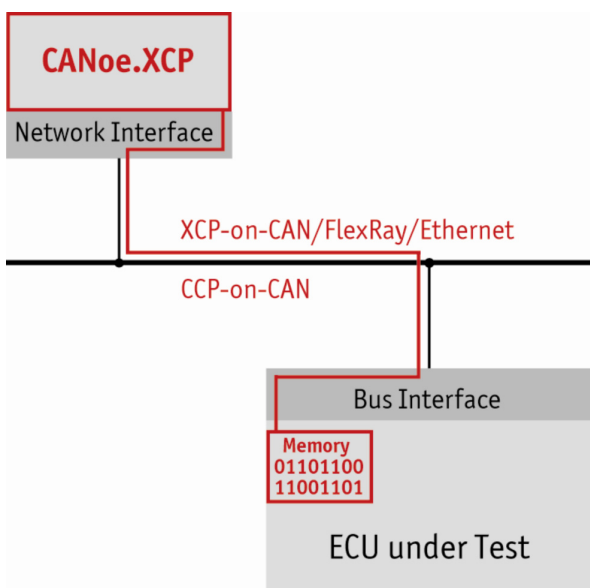 CANoe.XCP
Network Interface
XCP-on-CAN/FlexRay/Ethernet
CCP-on-CAN
Bus Interface
Memory
01101100
11001101
ECU under Test